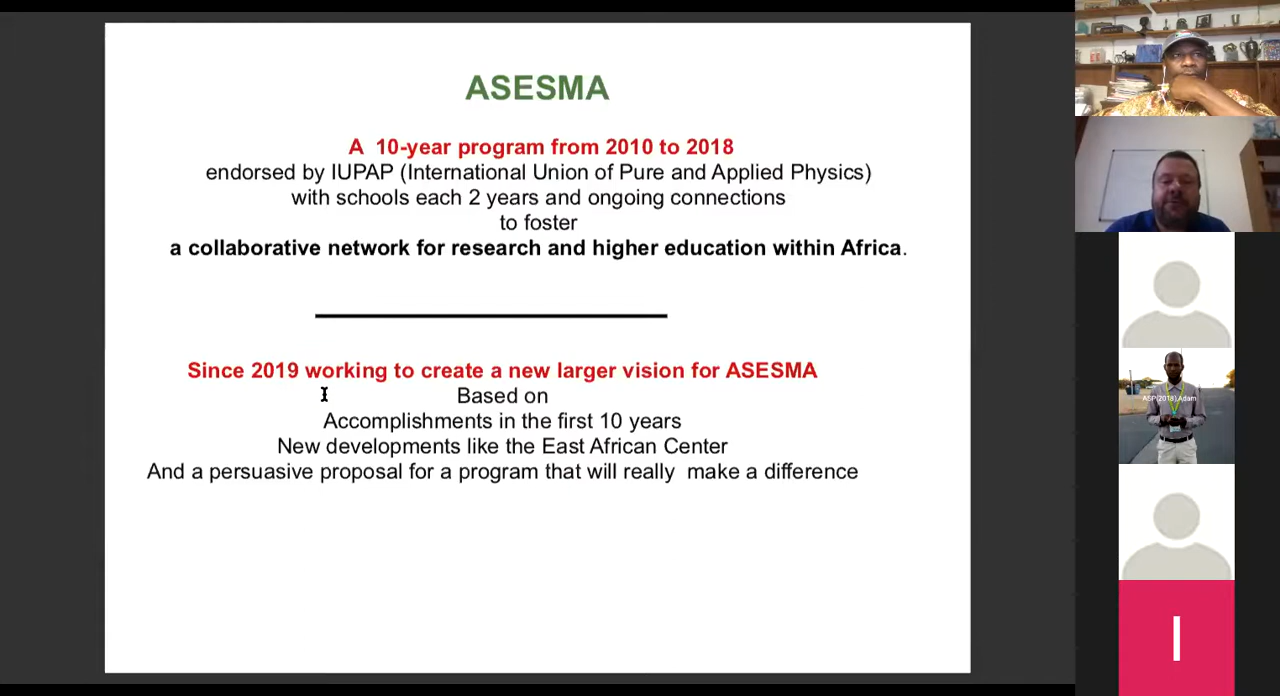 ASESMA
A 10-year program from 2010 to 2018
endorsed by IUPAP (International Union of Pure and Applied Physics)
with schools each 2 years and ongoing connections
to foster
a collaborative network for research and higher education within Africa.
Since 2019 working to create a new larger vision for ASESMA
Based on
Accomplishments in the first 10 years
New developments like the East African Center
And a persuasive proposal for a program that will really make a difference
ASP(2018) Adam
I